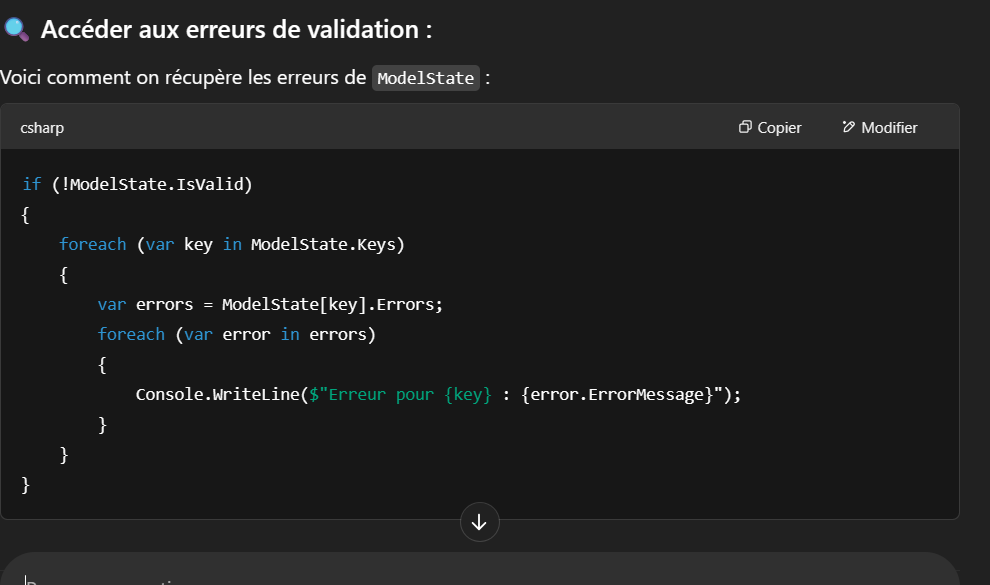 Accéder aux erreurs de validation :
Voici comment on récupère les erreurs de ModelState :
csharp
Copier
Modifier
if (!ModelState.IsValid)
{
    foreach (var key in ModelState.Keys)
    {
        var errors = ModelState[key].Errors;
        foreach (var error in errors)
        {
            Console.WriteLine($"Erreur pour {key} : {error.ErrorMessage}");
        }
    }
}